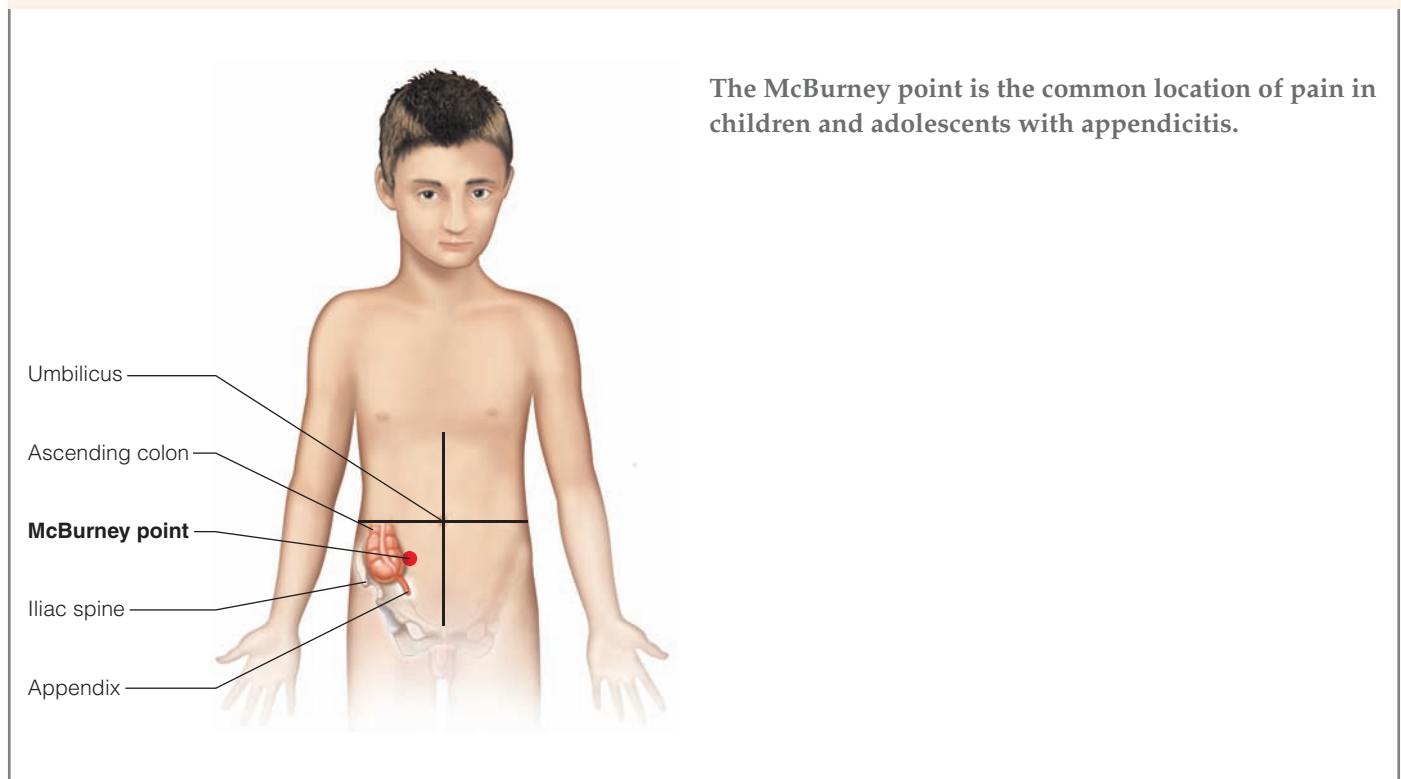 The McBurney point is the common location of pain in
children and adolescents with appendicitis.
Umbilicus
Ascending colon
McBurney point
Iliac spine
Appendix